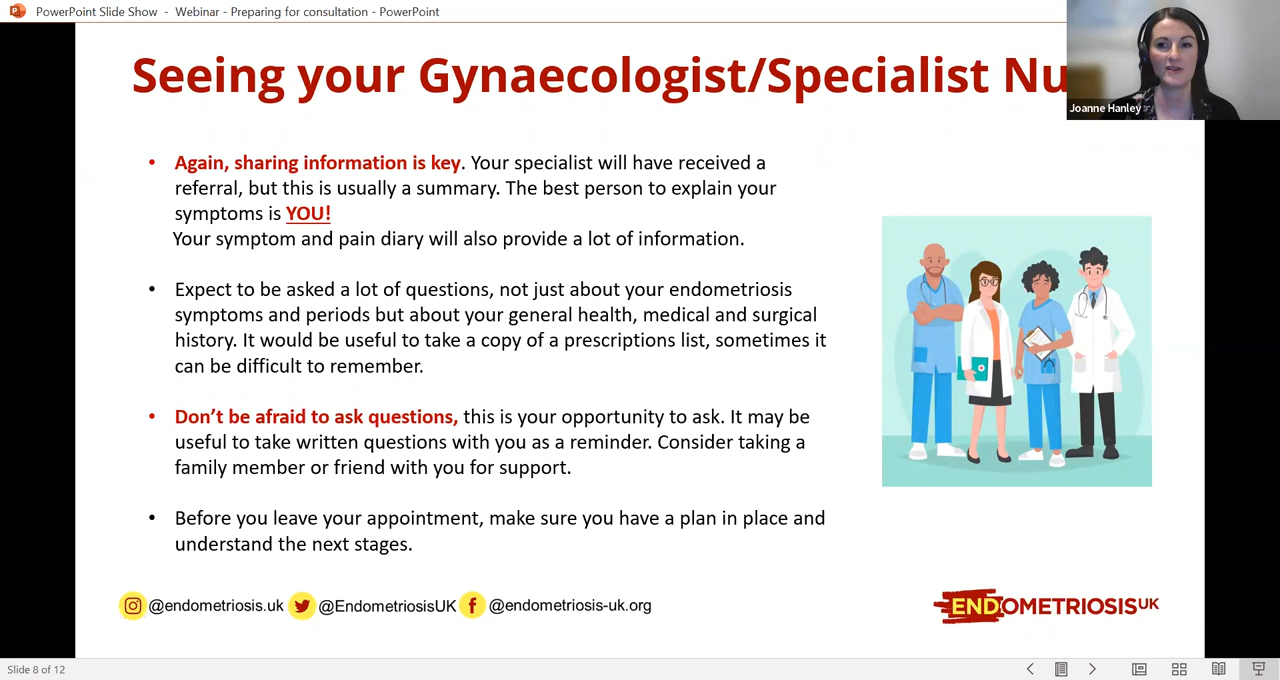 PowerPoint Slide Show - Webinar - Preparing for consultation - PowerPoint
Seeing your Gynaecologist/Specialist Nu
Joanne Hanley
• Again, sharing information is key. Your specialist will have received a
referral, but this is usually a summary. The best person to explain your
symptoms is YOU!
Your symptom and pain diary will also provide a lot of information.
• Expect to be asked a lot of questions, not just about your endometriosis
symptoms and periods but about your general health, medical and surgical
history. It would be useful to take a copy of a prescriptions list, sometimes it
can be difficult to remember.
• Don’t be afraid to ask questions, this is your opportunity to ask. It may be
useful to take written questions with you as a reminder. Consider taking a
family member or friend with you for support.
• Before you leave your appointment, make sure you have a plan in place and
understand the next stages.
@endometriosis.uk @EndometriosisUK @endometriosis-uk.org
ENDOMETRIOSIS UK
Slide 8 of 12